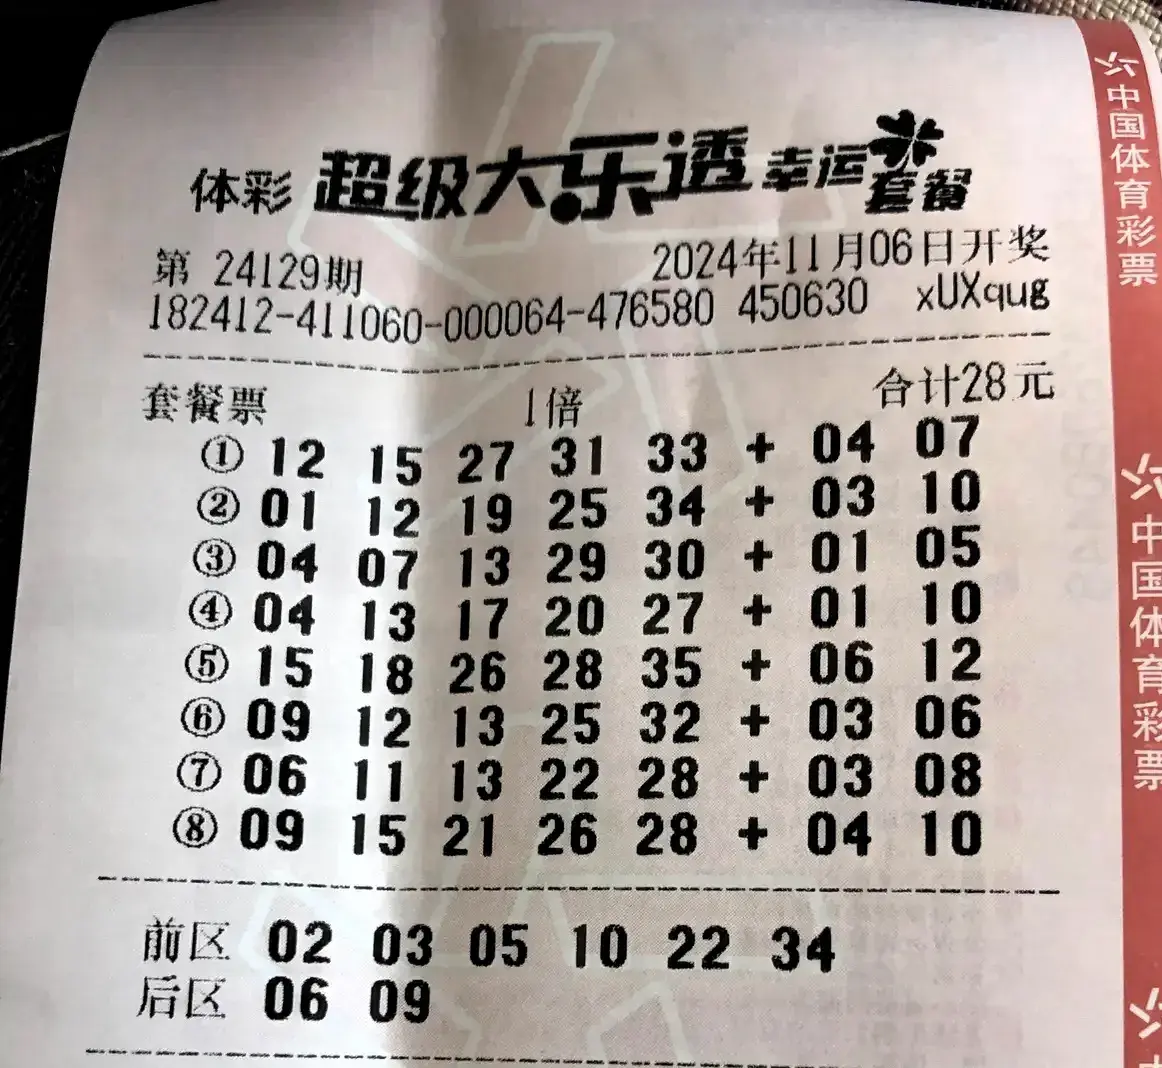 体彩 超级大乐透 幸运套餐
第 24129期 2024年11月06日开奖
182412-411060-000064-476580 450630 xUXqug
套餐票 1倍 合计28元
① 12 15 27 31 33 + 04 07
② 01 12 19 25 34 + 03 10
③ 04 07 13 29 30 + 01 05
④ 04 13 17 20 27 + 01 10
⑤ 15 18 26 28 35 + 06 12
⑥ 09 12 13 25 32 + 03 06
⑦ 06 11 13 22 28 + 03 08
⑧ 09 15 21 26 28 + 04 10
前区 02 03 05 10 22 34
后区 06 09
中国体育彩票
中国体育彩票